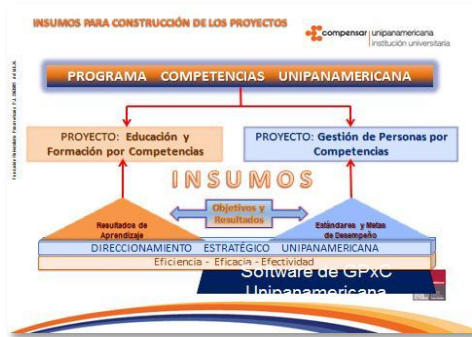 INSUMOS PARA CONSTRUCCIÓN DE LOS PROYECTOS
compensar | unipanamericana
institución universitaria
PROGRAMA COMPETENCIAS UNIPANAMERICANA
PROYECTO: Educación y
Formación por Competencias
PROYECTO: Gestión de Personas por
Competencias
INSUMOS
Objetivos y
Resultados
Resultados de
Aprendizaje
Estándares y Metas
de Desempeño
DIRECCIONAMIENTO ESTRATÉGICO UNIPANAMERICANA
Eficiencia - Eficacia - Efectividad
Software de GPxC
Unipanamericana